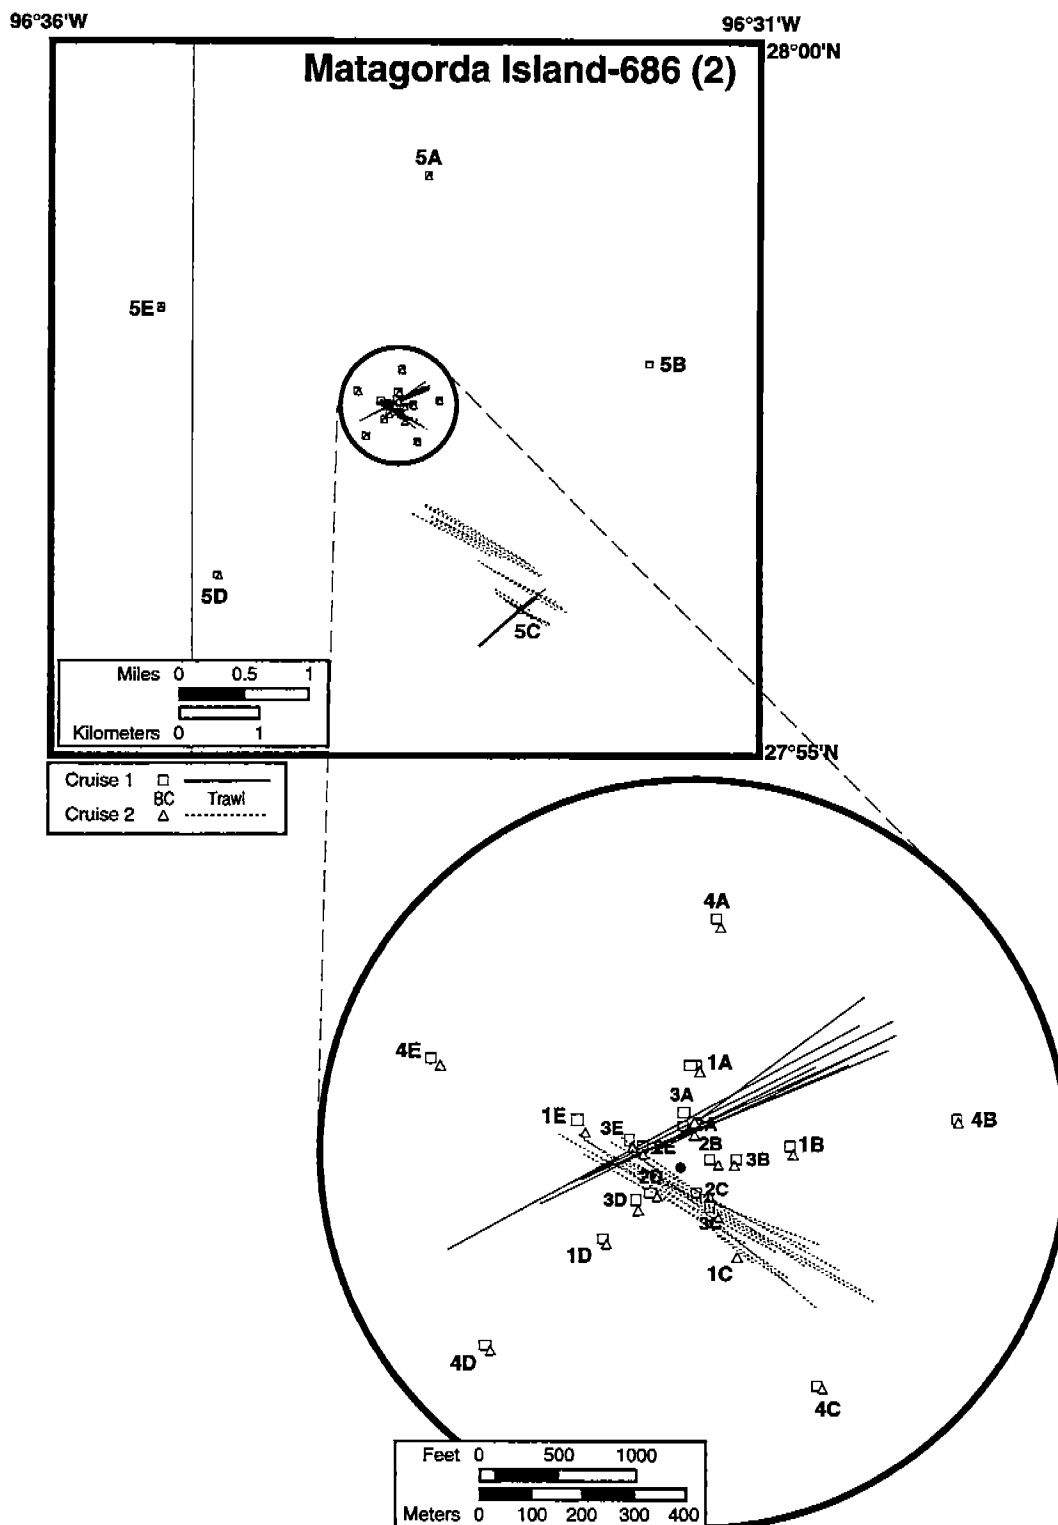 96°36'W
96°31'W
28°00'N
Matagorda Island-686 (2)
5A
5E
5B
5D
5C
Miles 0 0.5 1
Kilometers 0 1
27°55'N
Cruise 1
BC Trawl
Cruise 2
4A
4E
1A
3A
2A
1E
3E
2E
2B
1B
4B
3B
2D
2C
3D
3C
1D
1C
4D
4C
Feet 0 500 1000
Meters 0 100 200 300 400